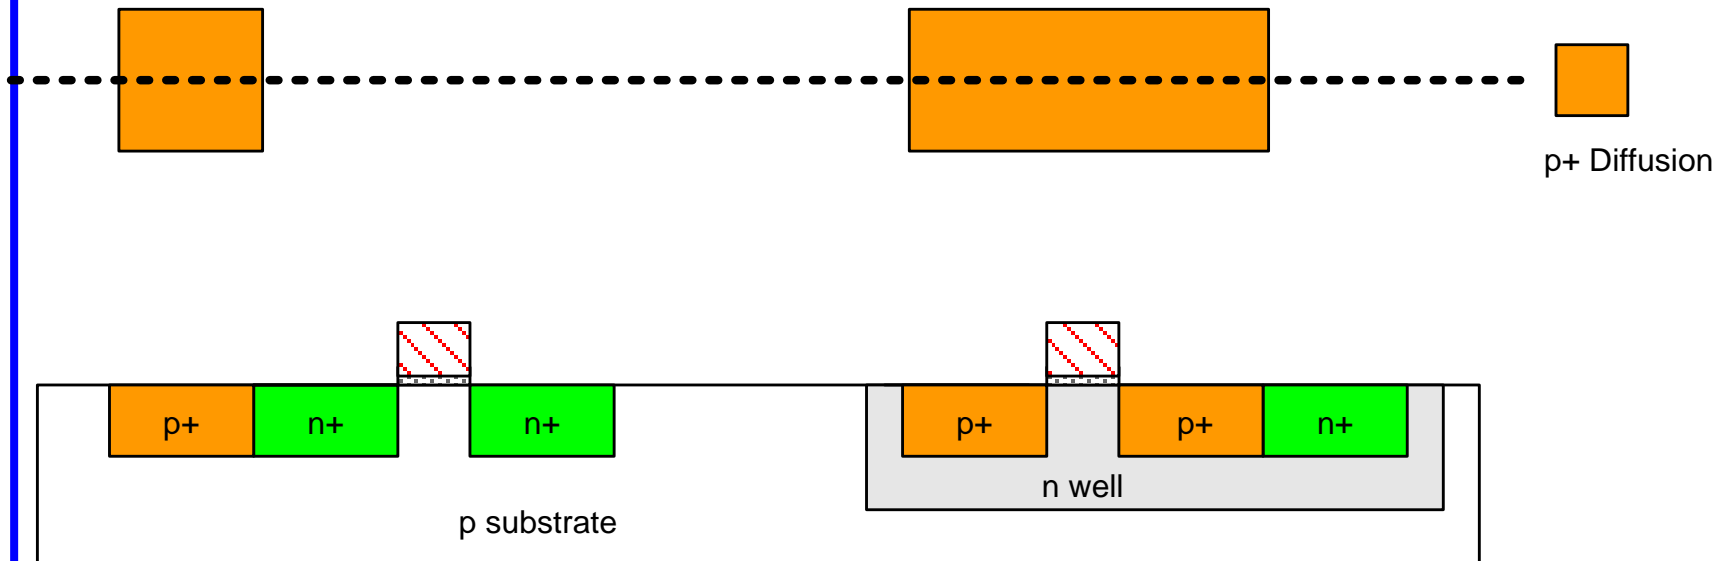 p+ Diffusion
p+
n+
n+
p+
p+
n+
n well
p substrate